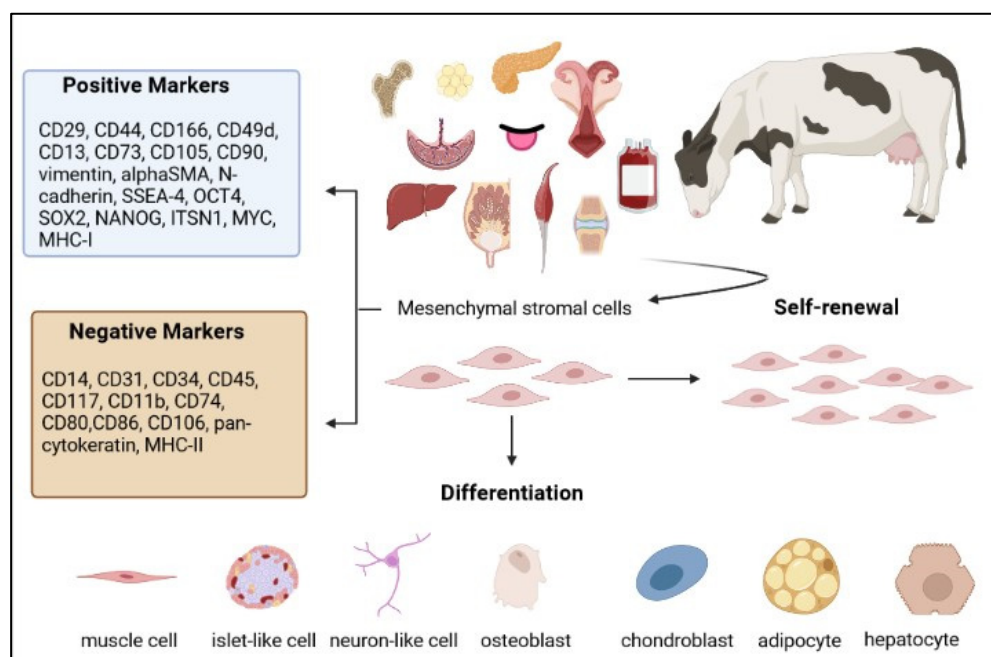 Positive Markers
CD29, CD44, CD166, CD49d,
CD13, CD73, CD105, CD90,
vimentin, alphaSMA, N-
cadherin, SSEA-4, OCT4,
SOX2, NANOG, ITSN1, MYC,
MHC-I
Negative Markers
CD14, CD31, CD34, CD45,
CD117, CD11b, CD74,
CD80,CD86, CD106, pan-
cytokeratin, MHC-II
Mesenchymal stromal cells
Self-renewal
Differentiation
muscle cell
islet-like cell
neuron-like cell
osteoblast
chondroblast
adipocyte
hepatocyte